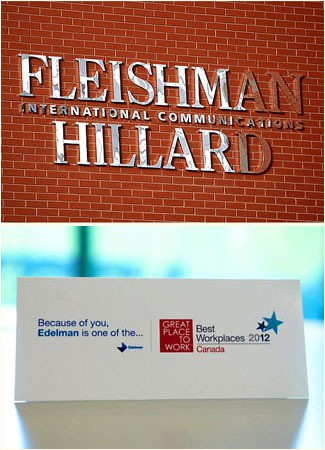 FLEISHMAN
INTERNATIONAL COMMUNICATIONS
HILLARD
Because of you,
Edelman is one of the...
Edelman
GREAT
PLACE
TO
WORK
Best
Workplaces 2012
Canada